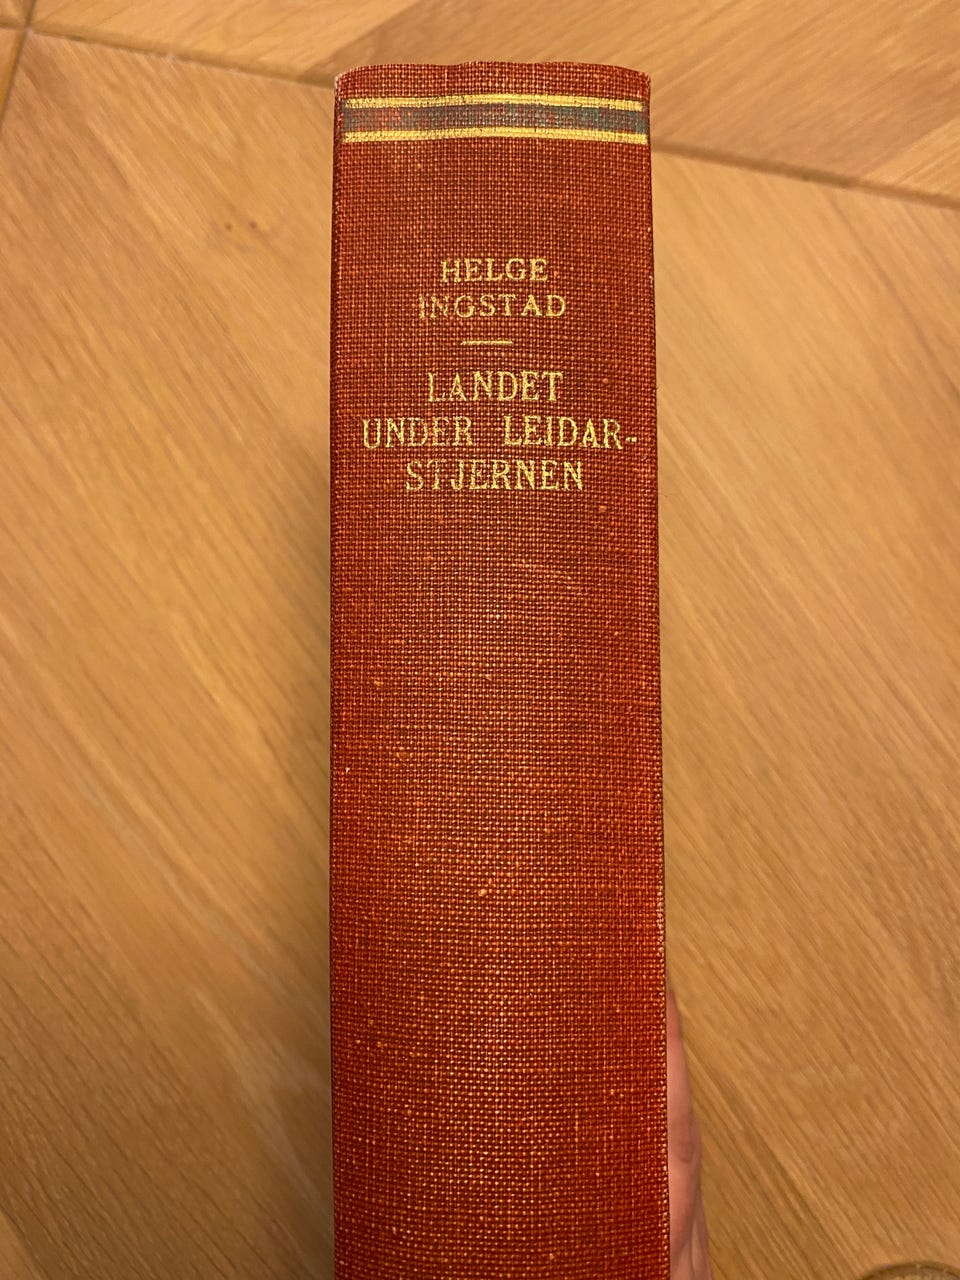 HELGE
INGSTAD
LANDET
UNDER LEIDAR-
STJERNEN